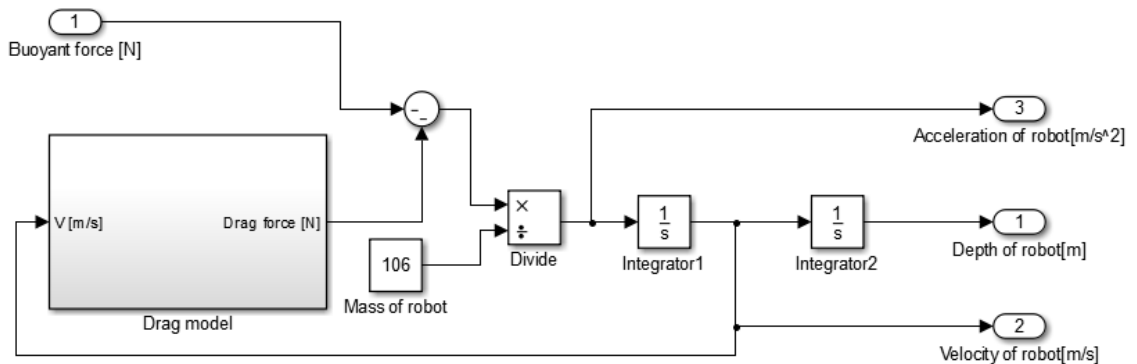 1
Buoyant force [N]
- -
3
Acceleration of robot[m/s^2]
V [m/s]
Drag force [N]
Drag model
106
Mass of robot
×
÷
Divide
1
s
Integrator1
1
s
Integrator2
1
Depth of robot[m]
2
Velocity of robot[m/s]